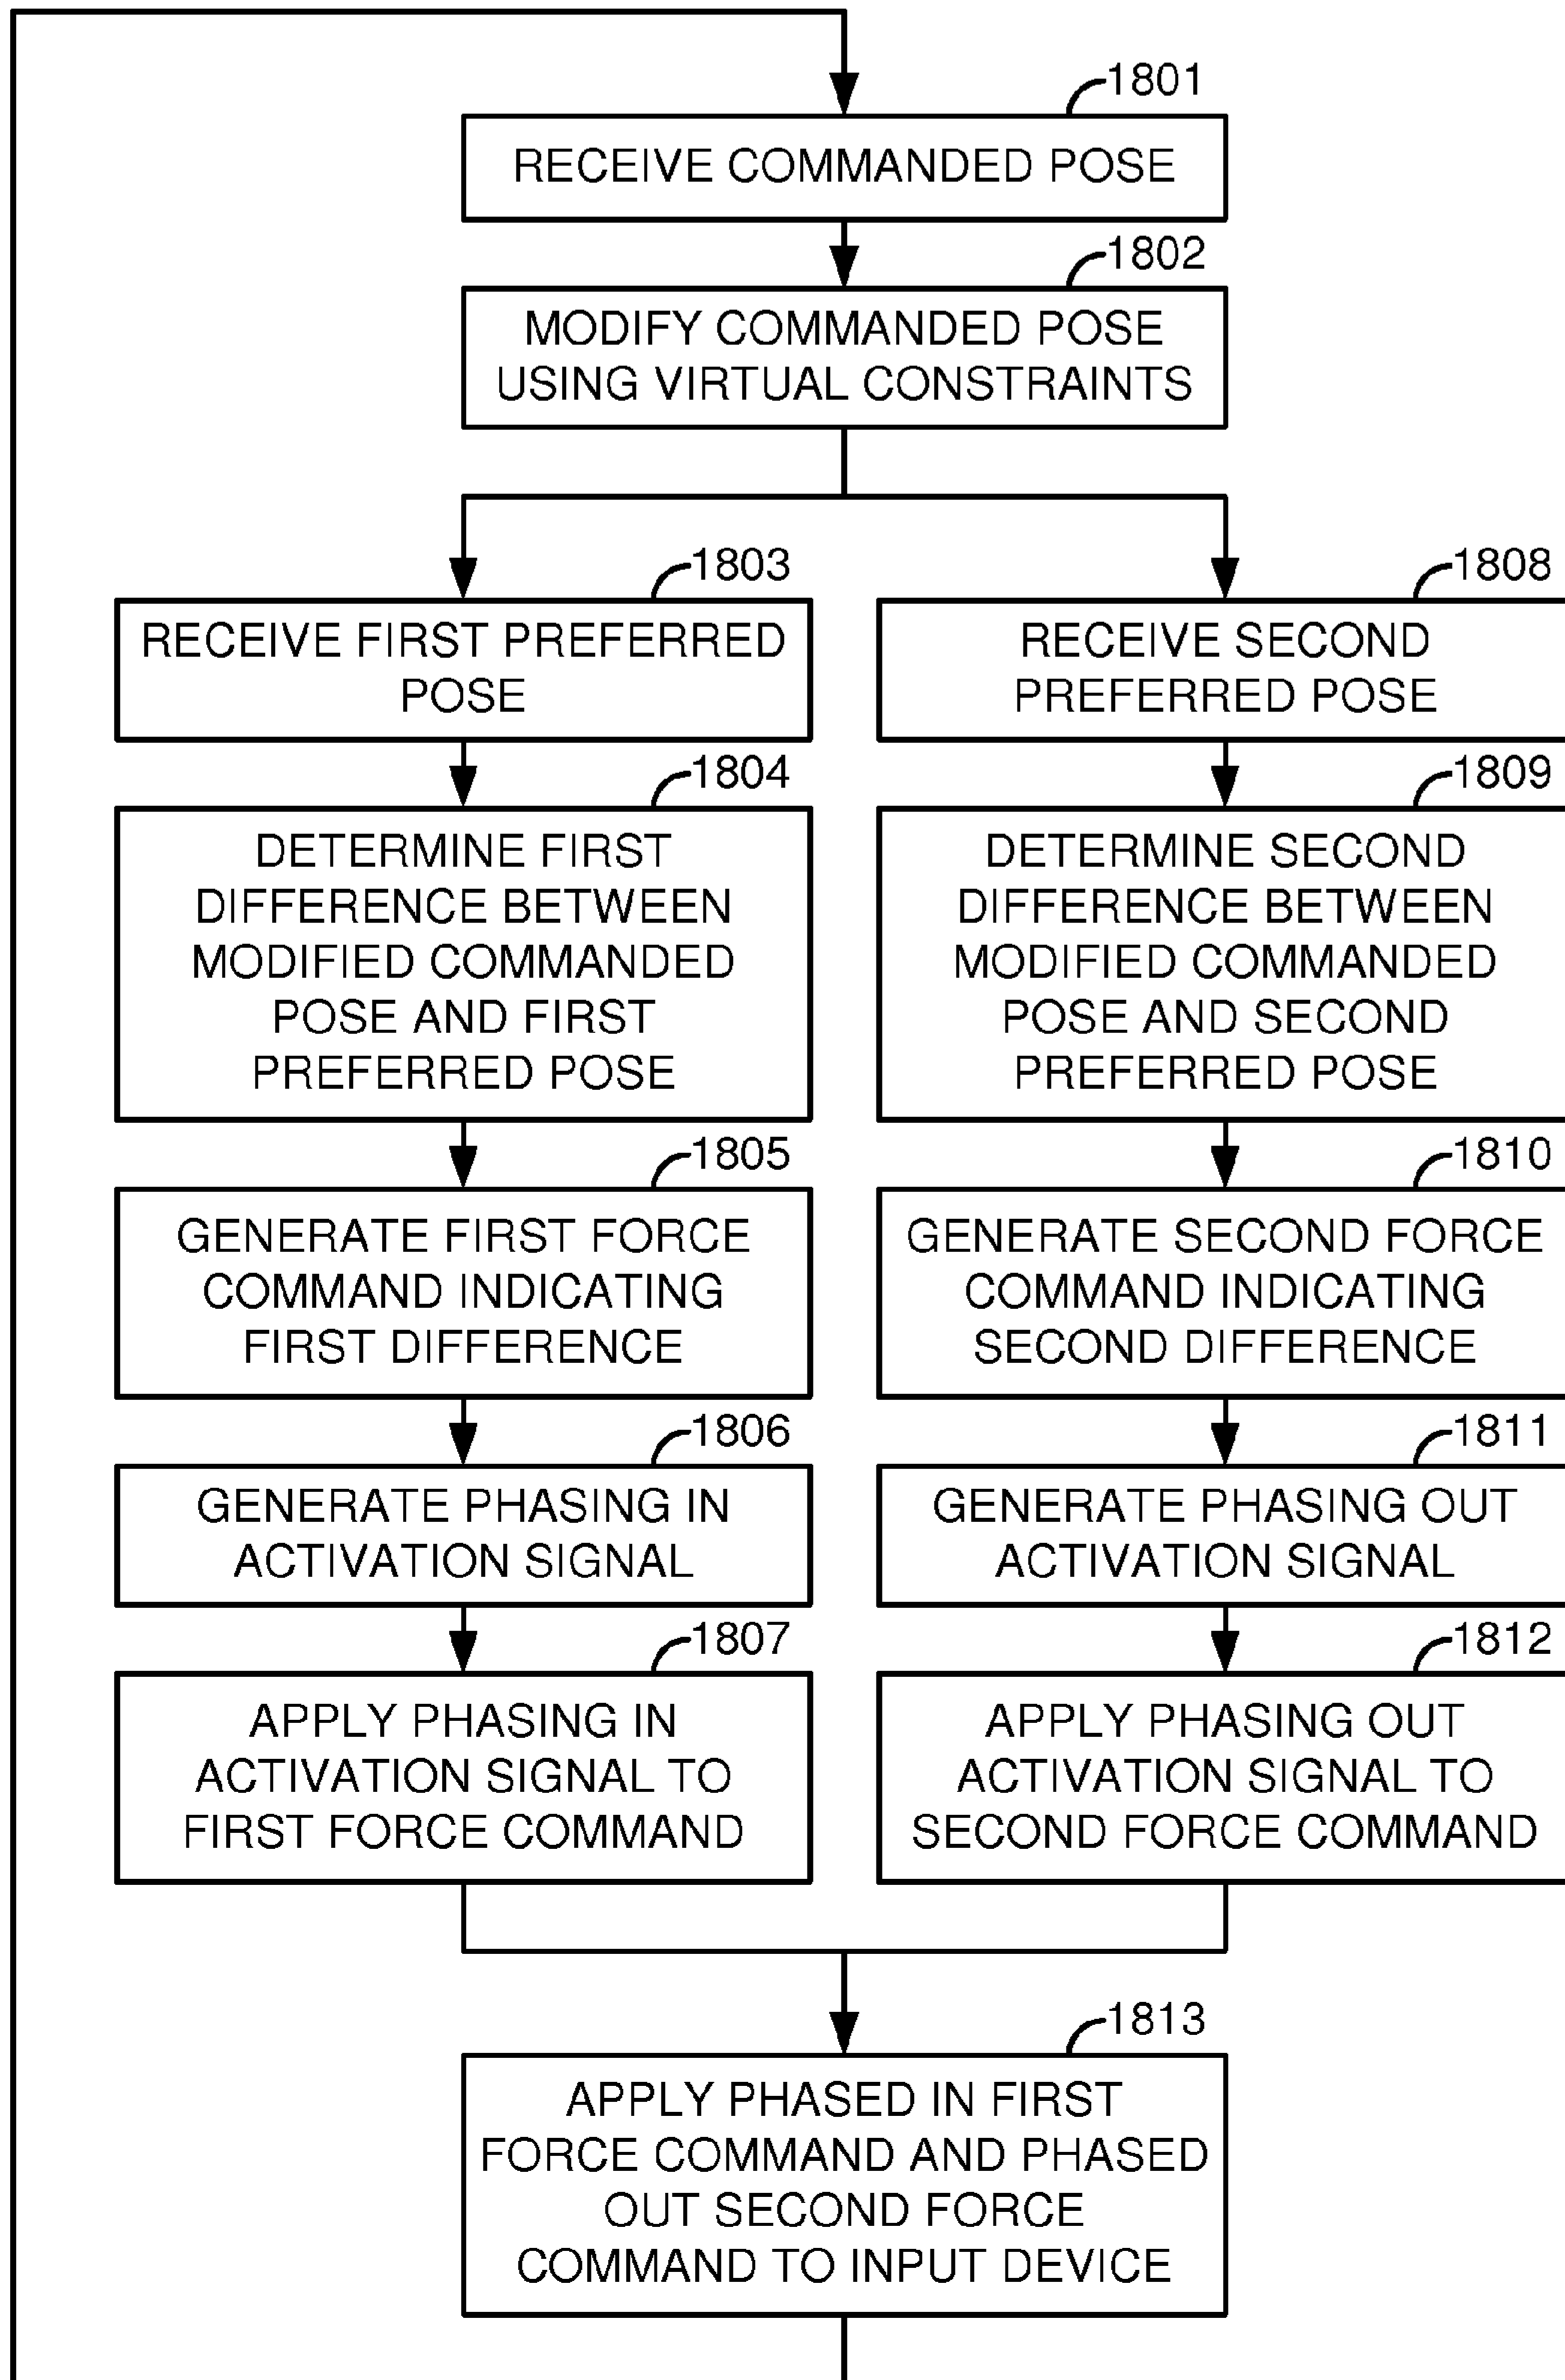 1801
RECEIVE COMMANDED POSE
1802
MODIFY COMMANDED POSE
USING VIRTUAL CONSTRAINTS
1803
RECEIVE FIRST PREFERRED
POSE
1804
DETERMINE FIRST
DIFFERENCE BETWEEN
MODIFIED COMMANDED
POSE AND FIRST
PREFERRED POSE
1805
GENERATE FIRST FORCE
COMMAND INDICATING
FIRST DIFFERENCE
1806
GENERATE PHASING IN
ACTIVATION SIGNAL
1807
APPLY PHASING IN
ACTIVATION SIGNAL TO
FIRST FORCE COMMAND
1808
RECEIVE SECOND
PREFERRED POSE
1809
DETERMINE SECOND
DIFFERENCE BETWEEN
MODIFIED COMMANDED
POSE AND SECOND
PREFERRED POSE
1810
GENERATE SECOND FORCE
COMMAND INDICATING
SECOND DIFFERENCE
1811
GENERATE PHASING OUT
ACTIVATION SIGNAL
1812
APPLY PHASING OUT
ACTIVATION SIGNAL TO
SECOND FORCE COMMAND
1813
APPLY PHASED IN FIRST
FORCE COMMAND AND PHASED
OUT SECOND FORCE
COMMAND TO INPUT DEVICE